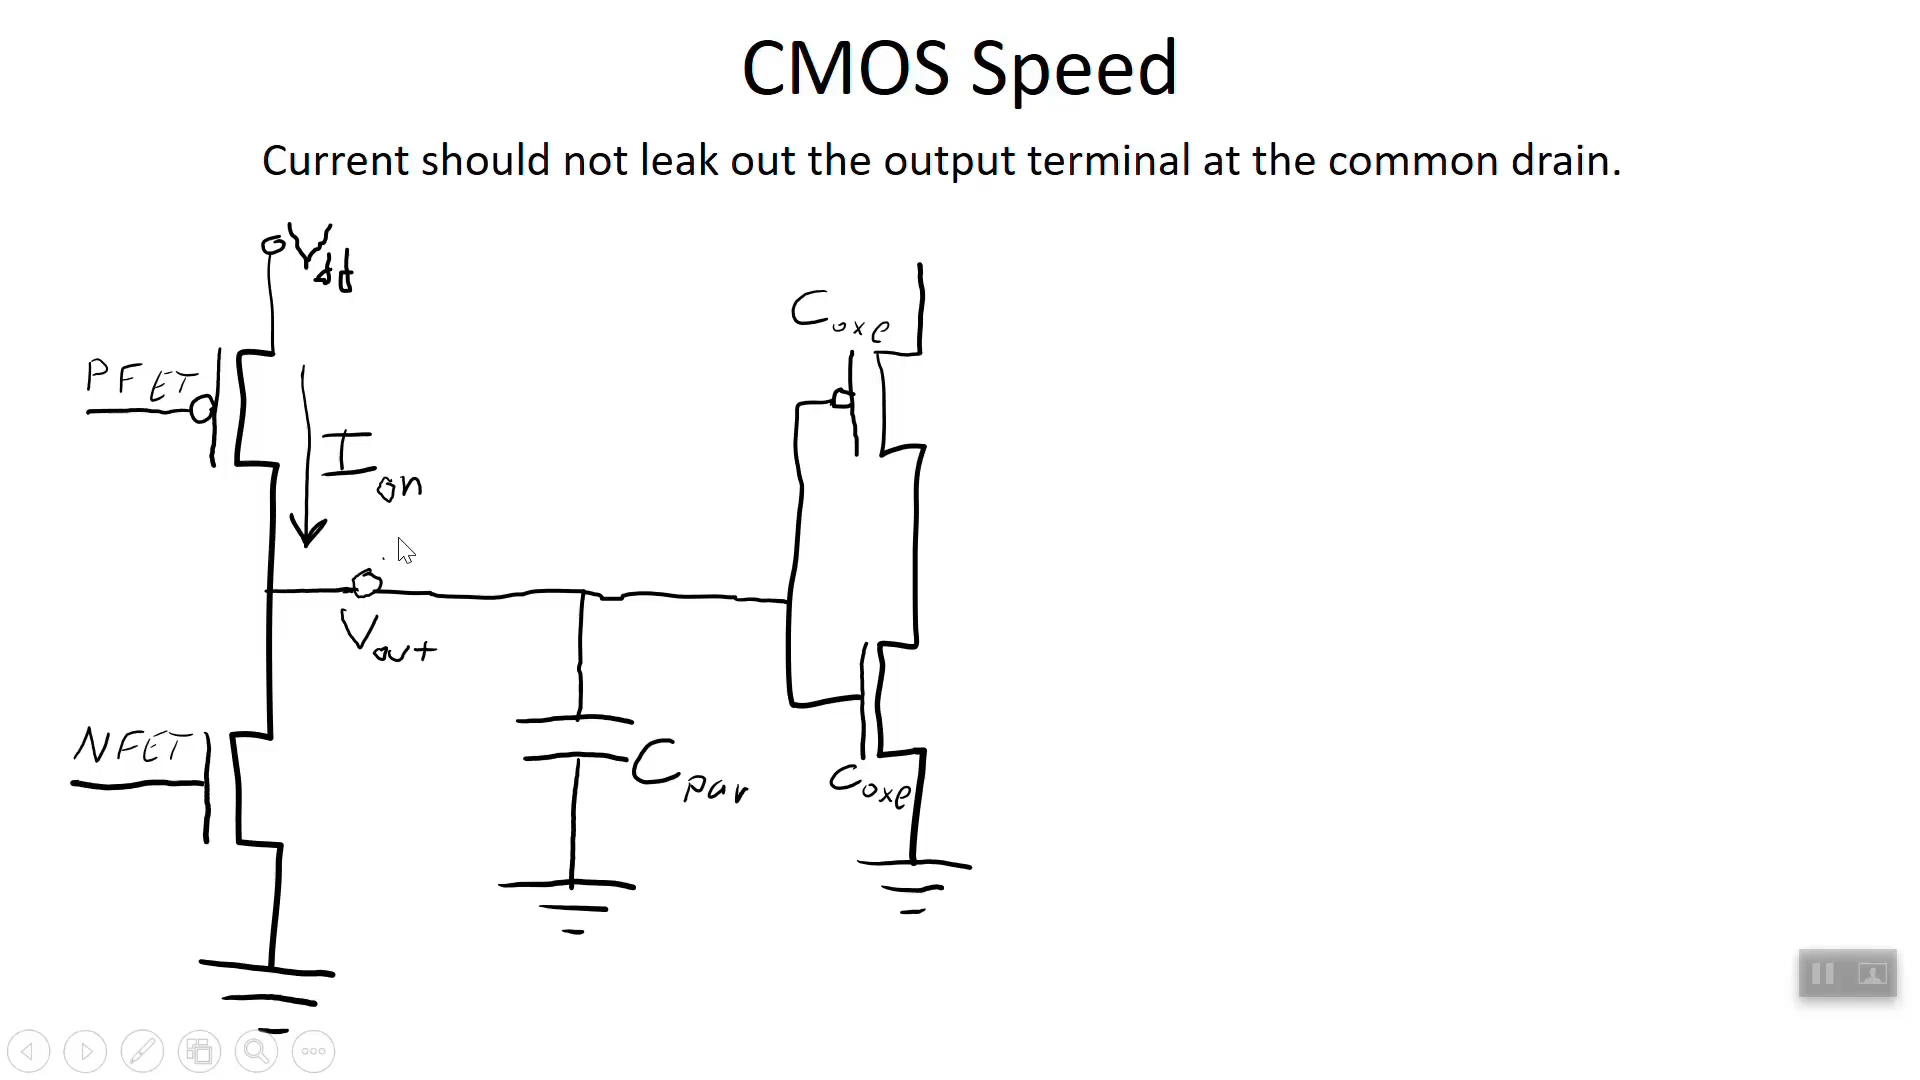 CMOS Speed
Current should not leak out the output terminal at the common drain.
Vdd
Coxe
PFET
Ion
Vout
NFET
Cpar
Coxe